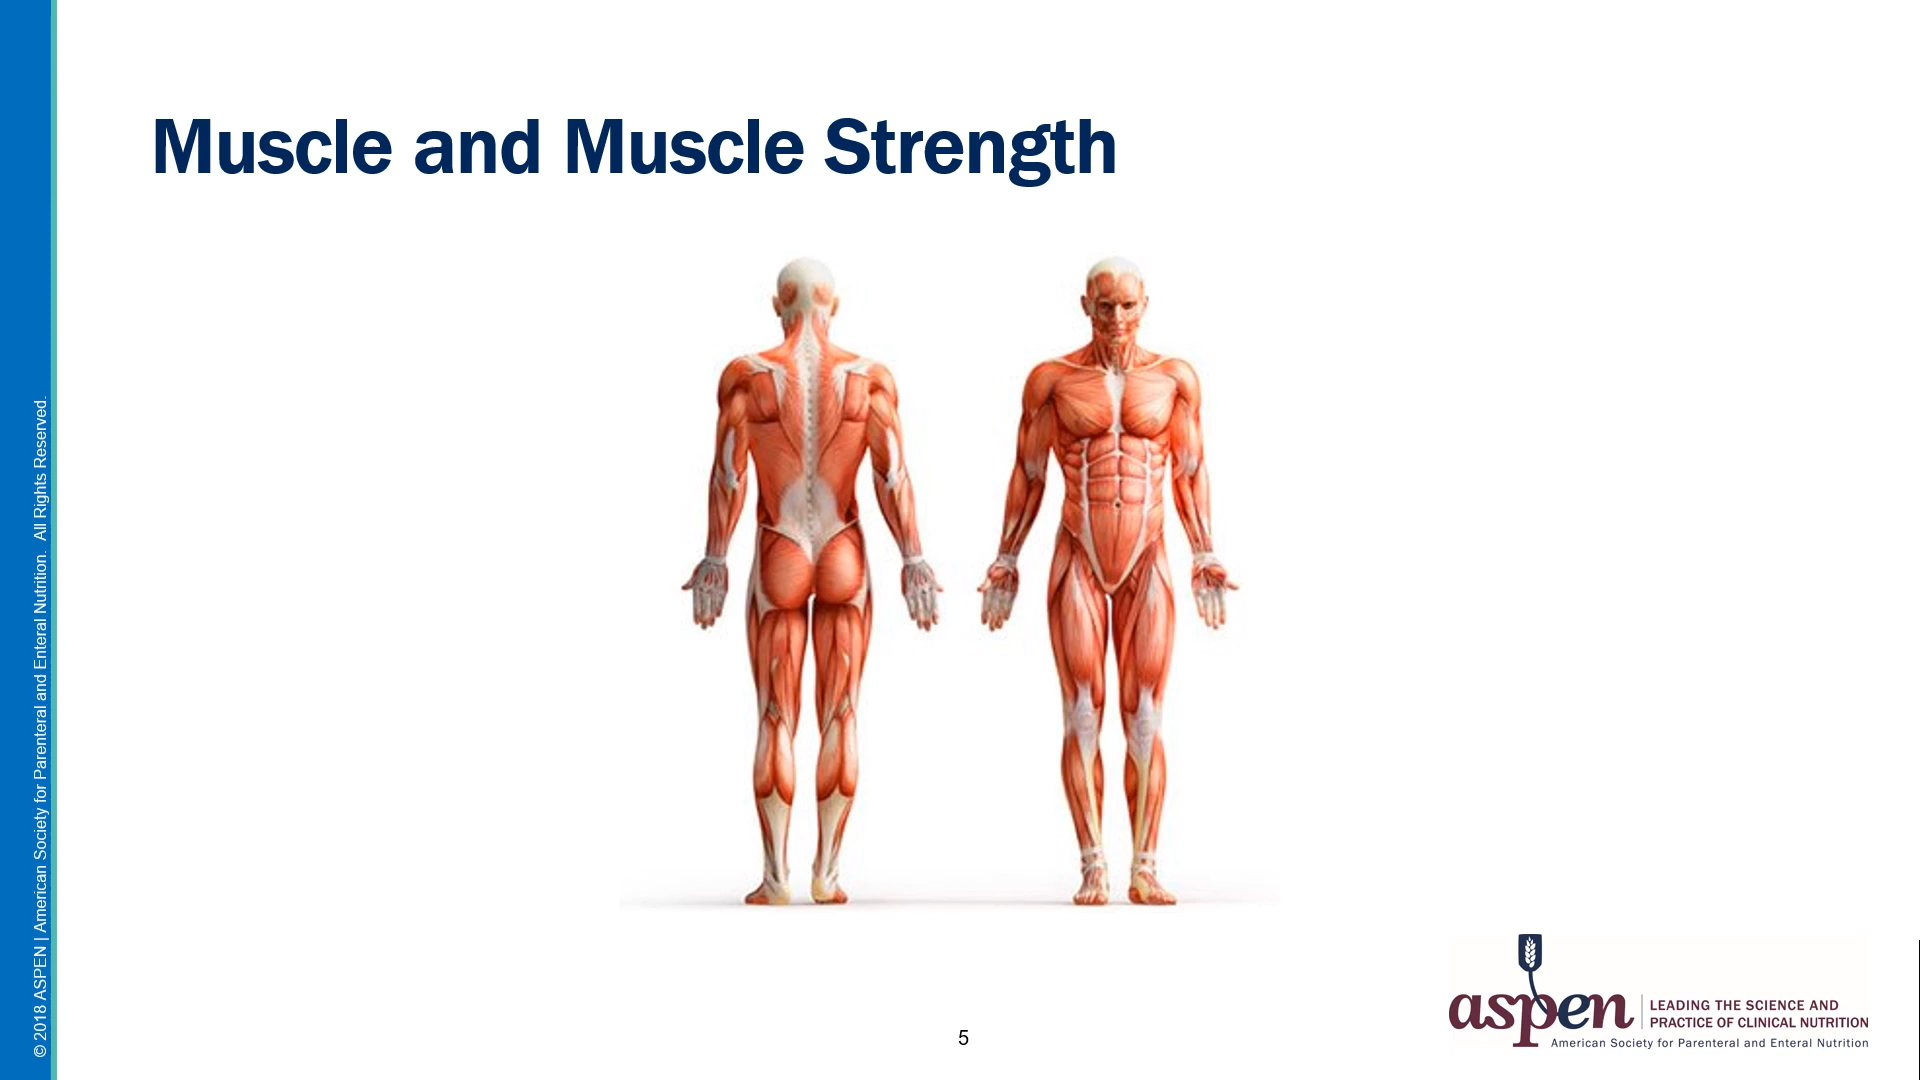 Muscle and Muscle Strength
© 2018 ASPEN | American Society for Parenteral and Enteral Nutrition.  All Rights Reserved.
5
aspen
LEADING THE SCIENCE AND
PRACTICE OF CLINICAL NUTRITION
American Society for Parenteral and Enteral Nutrition